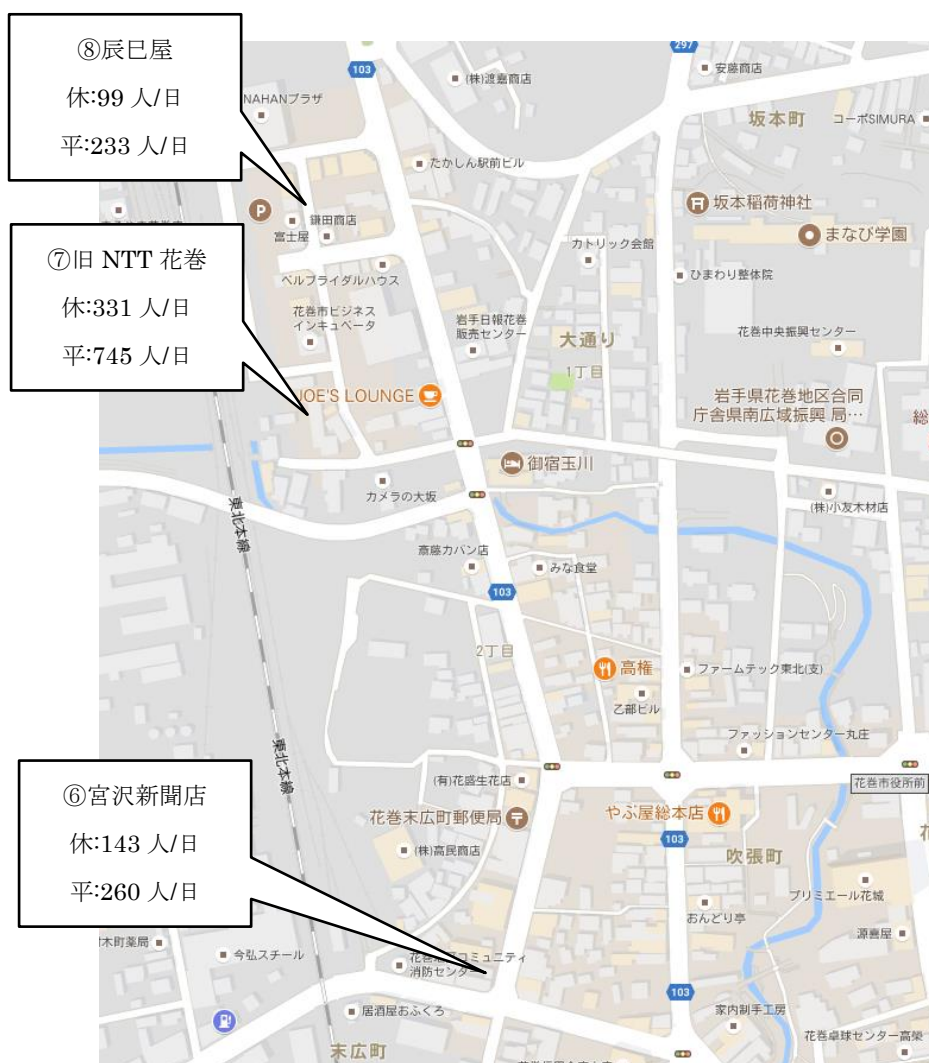 ⑧辰巳屋
休:99 人/日
平:233 人/日
⑦旧 NTT 花巻
休:331 人/日
平:745 人/日
⑥宮沢新聞店
休:143 人/日
平:260 人/日
297
103
(株)渡嘉商店
安藤商店
NAHANプラザ
坂本町
コーポSIMURA
たかしん駅前ビル
P
鎌田商店
富士屋
坂本稲荷神社
まなび学園
カトリック会館
ひまわり整体院
ベルブライダルハウス
花巻市ビジネス
インキュベータ
岩手日報花巻
販売センター
大通り
1丁目
花巻中央振興センター
JOE'S LOUNGE
岩手県花巻地区合同
庁舎県南広域振興 局…
総
御宿玉川
カメラの大坂
(株)小友木材店
東北本線
斎藤カバン店
みな食堂
103
2丁目
高権
ファームテック東北(支)
乙部ビル
ファッションセンター丸庄
東北本線
(有)花盛生花店
花巻市役所前
花巻末広町郵便局
やぶ屋総本店
花
103
(株)高民商店
吹張町
プリミエール花城
おんどり亭
源喜屋
木町薬局
今弘スチール
コミュニティ
消防センター
103
居酒屋おふくろ
家内制手工房
末広町
花巻卓球センター高榮